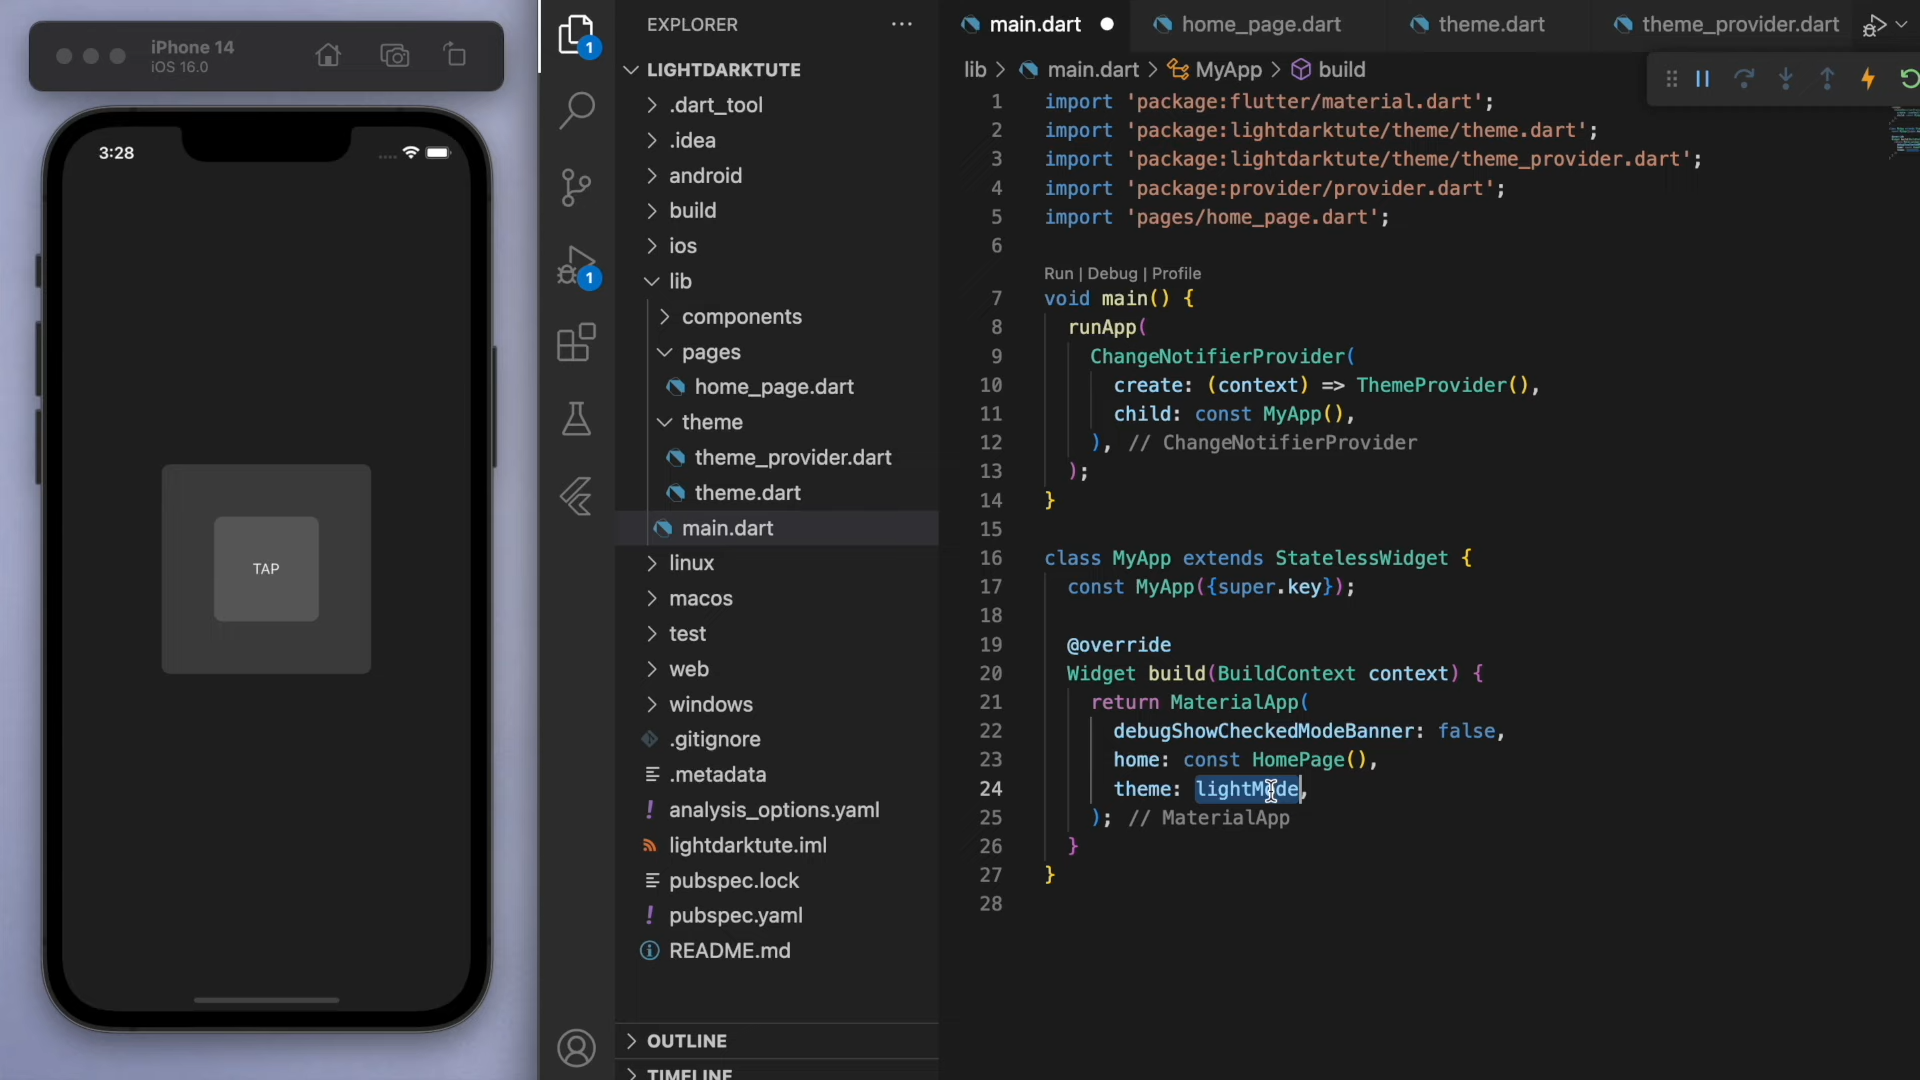 iPhone 14
iOS 16.0
3:28
TAP
1
1
EXPLORER
LIGHTDARKTUTE
.dart_tool
.idea
android
build
ios
lib
components
pages
home_page.dart
theme
theme_provider.dart
theme.dart
main.dart
linux
macos
test
web
windows
.gitignore
.metadata
analysis_options.yaml
lightdarktute.iml
pubspec.lock
pubspec.yaml
README.md
OUTLINE
TIMELINE
main.dart home_page.dart theme.dart theme_provider.dart
lib > main.dart > MyApp > build
1 import 'package:flutter/material.dart';
2 import 'package:lightdarktute/theme/theme.dart';
3 import 'package:lightdarktute/theme/theme_provider.dart';
4 import 'package:provider/provider.dart';
5 import 'pages/home_page.dart';
6
Run | Debug | Profile
7 void main() {
8 runApp(
9 ChangeNotifierProvider(
10 create: (context) => ThemeProvider(),
11 child: const MyApp(),
12 ), // ChangeNotifierProvider
13 );
14 }
15
16 class MyApp extends StatelessWidget {
17 const MyApp({super.key});
18
19 @override
20 Widget build(BuildContext context) {
21 return MaterialApp(
22 debugShowCheckedModeBanner: false,
23 home: const HomePage(),
24 theme: lightMode,
25 ); // MaterialApp
26 }
27 }
28